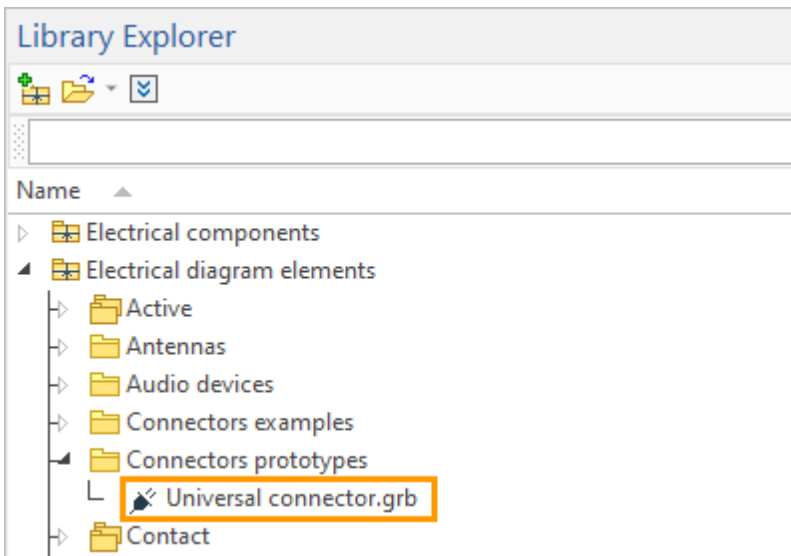 Library Explorer
Name
Electrical components
Electrical diagram elements
Active
Antennas
Audio devices
Connectors examples
Connectors prototypes
Universal connector.grb
Contact